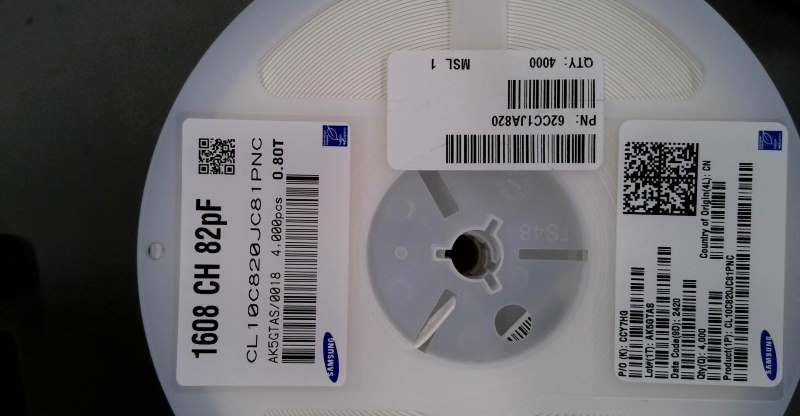 1608 CH 82pF
CL10C820JC81PNC
AK5GTAS/0018 4,000pcs 0.80T
SAMSUNG
QTY: 4000 MSL 1
PN: 62CC1JA820
FS48
P/O (K): CCY7HG
Lot#(1T): AK5GTAS
Date Code(9D): 2420
Qty(Q): 4,000
Product(1P): CL10C820JC81PNC
Country of Origin(4L): CN
SAMSUNG